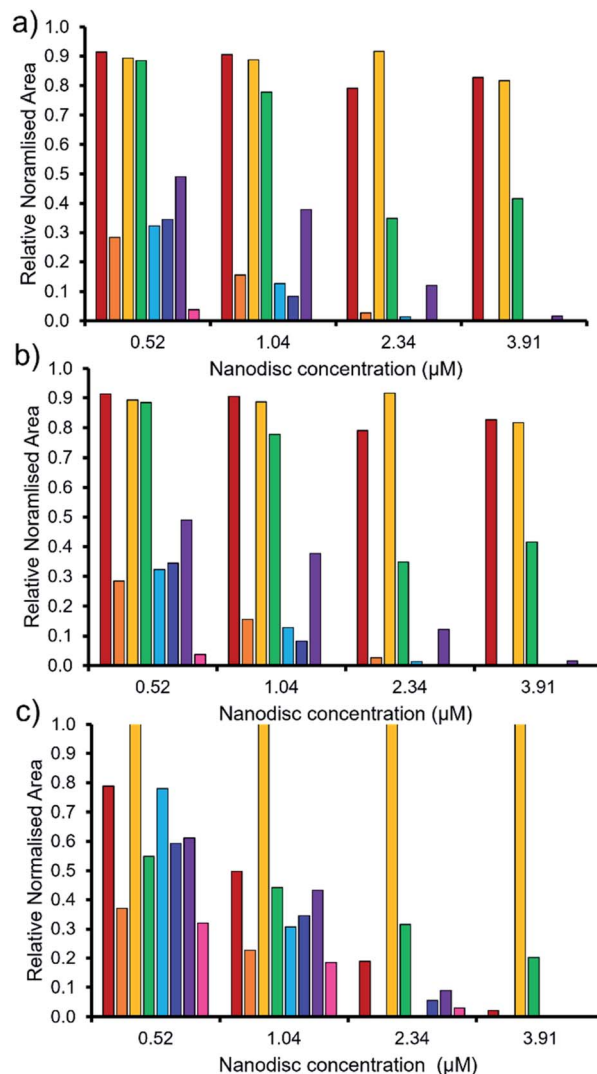 a)
Relative Noramlised Area
1.0
0.9
0.8
0.7
0.6
0.5
0.4
0.3
0.2
0.1
0.0
0.52 1.04 2.34 3.91
Nanodisc concentration (µM)
b)
Relative Noramlised Area
1.0
0.9
0.8
0.7
0.6
0.5
0.4
0.3
0.2
0.1
0.0
0.52 1.04 2.34 3.91
Nanodisc concentration (µM)
c)
Relative Normalised Area
1.0
0.9
0.8
0.7
0.6
0.5
0.4
0.3
0.2
0.1
0.0
0.52 1.04 2.34 3.91
Nanodisc concentration (µM)